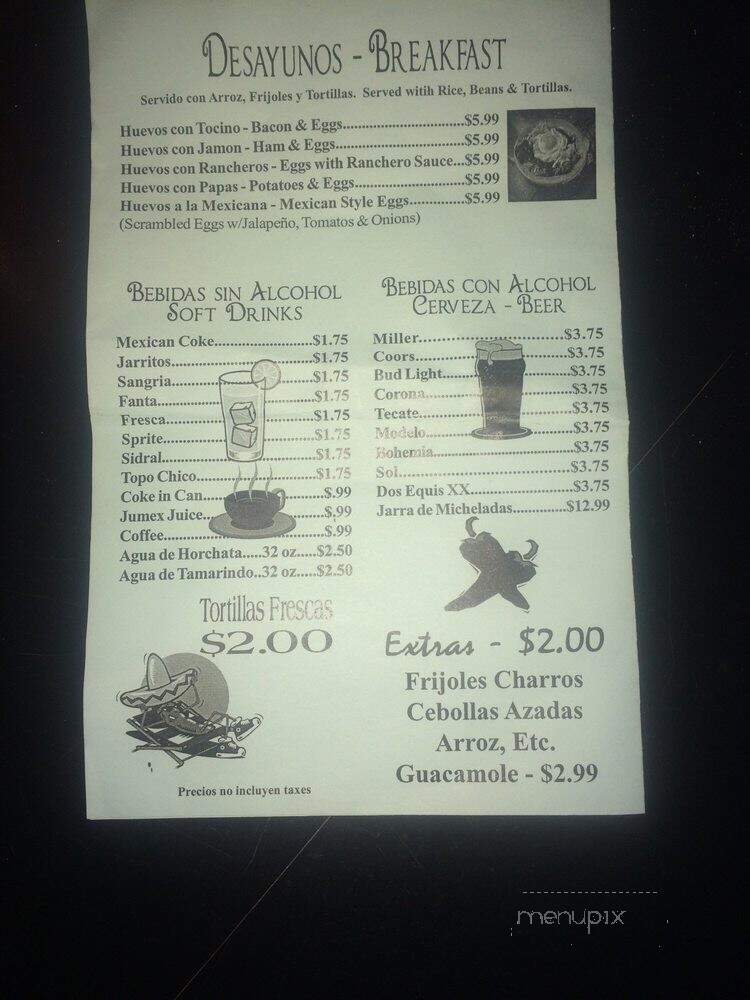 DESAYUNOS - BREAKFAST
Servido con Arroz, Frijoles y Tortillas. Served witih Rice, Beans & Tortillas.
Huevos con Tocino - Bacon & Eggs..............................$5.99
Huevos con Jamon - Ham & Eggs................................$5.99
Huevos con Rancheros - Eggs with Ranchero Sauce...$5.99
Huevos con Papas - Potatoes & Eggs...........................$5.99
Huevos a la Mexicana - Mexican Style Eggs..............$5.99
(Scrambled Eggs w/Jalapeño, Tomatos & Onions)
BEBIDAS SIN ALCOHOL
SOFT DRINKS
Mexican Coke........................$1.75
Jarritos..................................$1.75
Sangria..................................$1.75
Fanta.....................................$1.75
Fresca....................................$1.75
Sprite.....................................$1.75
Sidral.....................................$1.75
Topo Chico............................$1.75
Coke in Can.............................$.99
Jumex Juice.............................$.99
Coffee.......................................$.99
Agua de Horchata.....32 oz.....$2.50
Agua de Tamarindo..32 oz.....$2.50
Tortillas Frescas
$2.00
Precios no incluyen taxes
BEBIDAS CON ALCOHOL
CERVEZA - BEER
Miller...................................$3.75
Coors.....................................$3.75
Bud Light..............................$3.75
Corona..................................$3.75
Tecate....................................$3.75
Modelo..................................$3.75
Bohemia................................$3.75
Sol.........................................$3.75
Dos Equis XX.........................$3.75
Jarra de Micheladas.............$12.99
Extras - $2.00
Frijoles Charros
Cebollas Azadas
Arroz, Etc.
Guacamole - $2.99
menupix